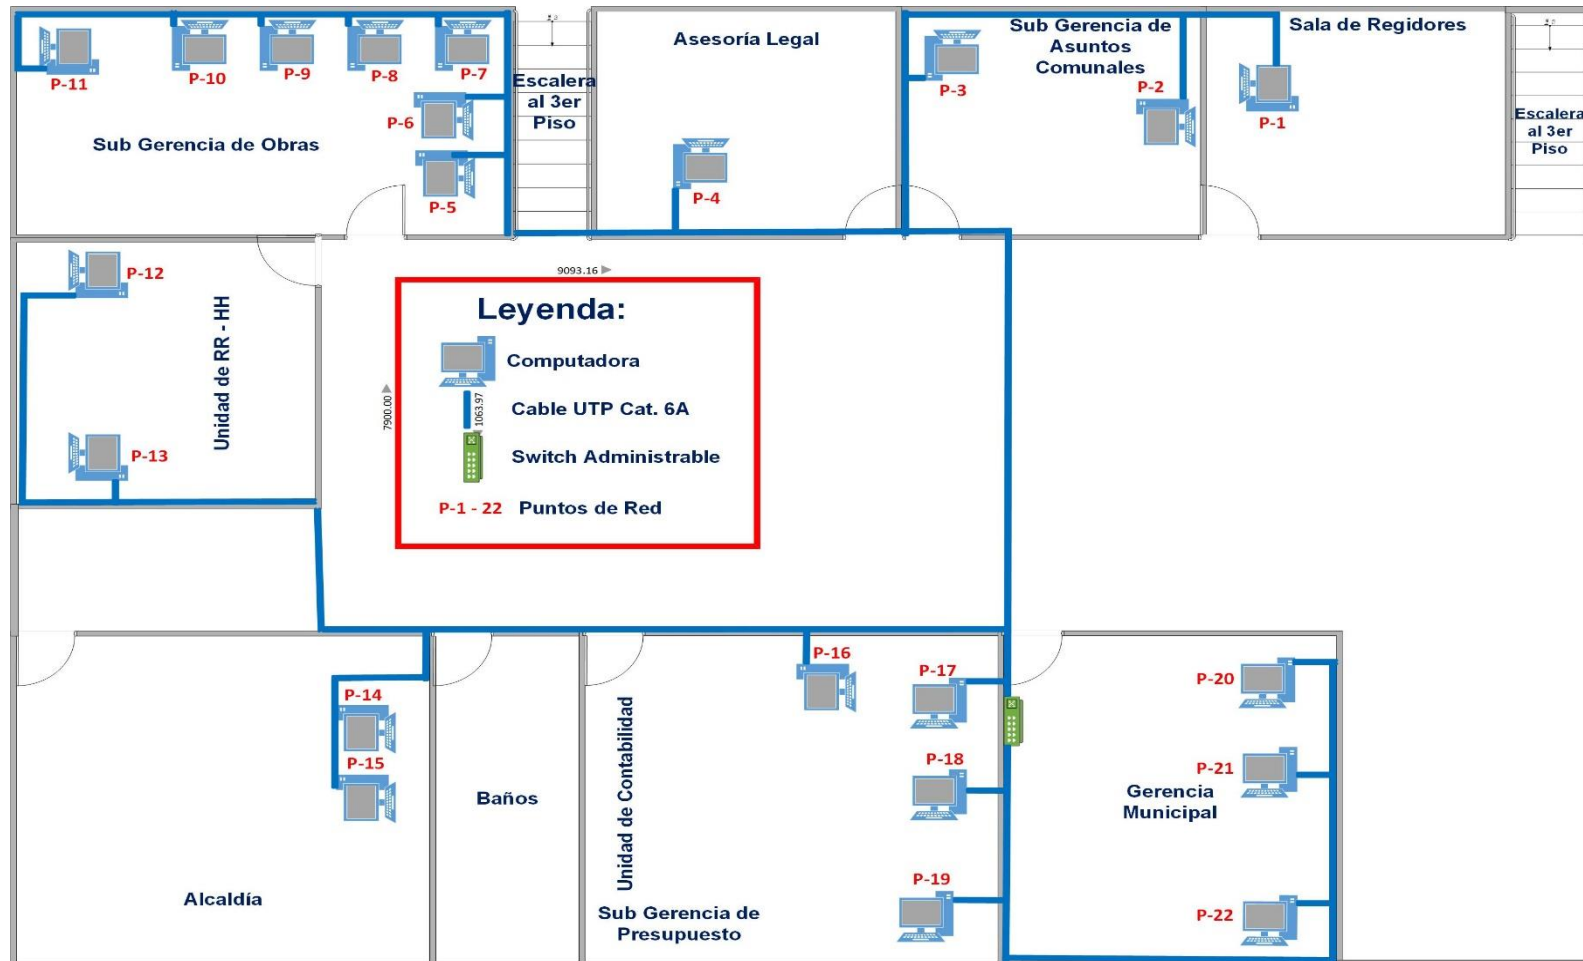 P-11
P-10
P-9
P-8
P-7
P-6
P-5
Sub Gerencia de Obras
Escalera
al 3er
Piso
Asesoría Legal
P-4
Sub Gerencia de
Asuntos
Comunales
P-3
P-2
Sala de Regidores
P-1
Escalera
al 3er
Piso
P-12
P-13
Unidad de RR - HH
9093.16
7900.00
Leyenda:
Computadora
1063.97
Cable UTP Cat. 6A
Switch Administrable
P-1 - 22 Puntos de Red
P-14
P-15
Alcaldía
Baños
P-16
P-17
P-18
P-19
Unidad de Contabilidad
Sub Gerencia de
Presupuesto
P-20
P-21
Gerencia
Municipal
P-22